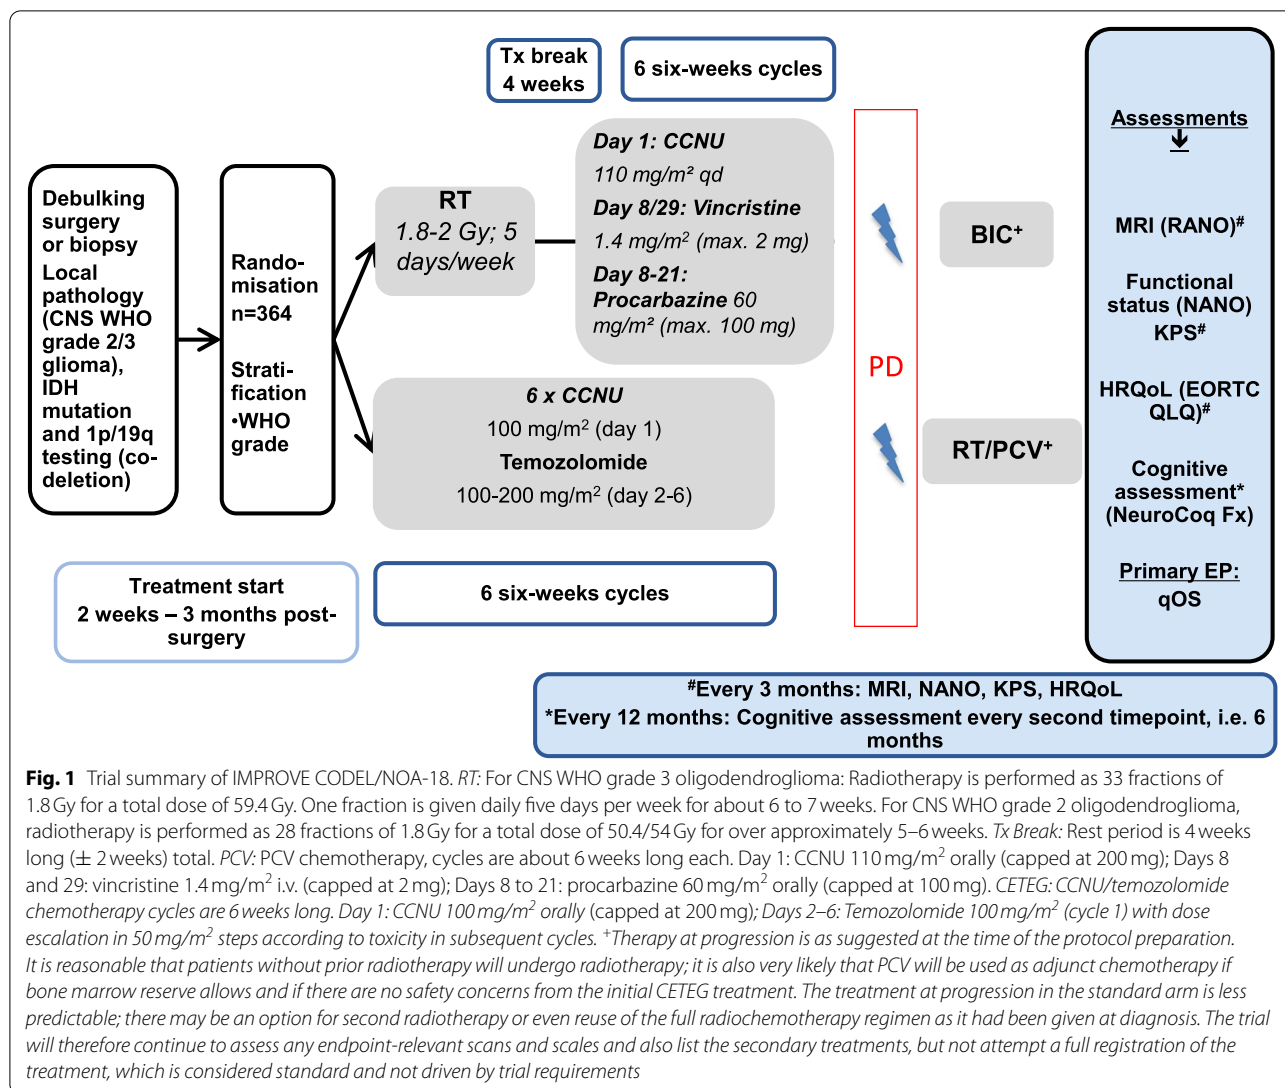 Tx break
4 weeks
6 six-weeks cycles
Debulking
surgery
or biopsy
Local
pathology
(CNS WHO
grade 2/3
glioma),
IDH
mutation
and 1p/19q
testing (co-
deletion)
Rando-
misation
n=364
Strati-
fication
•WHO
grade
RT
1.8-2 Gy; 5
days/week
Day 1: CCNU
110 mg/m² qd
Day 8/29: Vincristine
1.4 mg/m² (max. 2 mg)
Day 8-21:
Procarbazine 60
mg/m² (max. 100 mg)
6 x CCNU
100 mg/m² (day 1)
Temozolomide
100-200 mg/m² (day 2-6)
PD
BIC⁺
RT/PCV⁺
Assessments
MRI (RANO)#
Functional
status (NANO)
KPS#
HRQoL (EORTC
QLQ)#
Cognitive
assessment*
(NeuroCoq Fx)
Primary EP:
qOS
Treatment start
2 weeks – 3 months post-
surgery
6 six-weeks cycles
#Every 3 months: MRI, NANO, KPS, HRQoL
*Every 12 months: Cognitive assessment every second timepoint, i.e. 6
months
Fig. 1 Trial summary of IMPROVE CODEL/NOA-18. RT: For CNS WHO grade 3 oligodendroglioma: Radiotherapy is performed as 33 fractions of
1.8 Gy for a total dose of 59.4 Gy. One fraction is given daily five days per week for about 6 to 7 weeks. For CNS WHO grade 2 oligodendroglioma,
radiotherapy is performed as 28 fractions of 1.8 Gy for a total dose of 50.4/54 Gy for over approximately 5–6 weeks. Tx Break: Rest period is 4 weeks
long (± 2 weeks) total. PCV: PCV chemotherapy, cycles are about 6 weeks long each. Day 1: CCNU 110 mg/m² orally (capped at 200 mg); Days 8
and 29: vincristine 1.4 mg/m² i.v. (capped at 2 mg); Days 8 to 21: procarbazine 60 mg/m² orally (capped at 100 mg). CETEG: CCNU/temozolomide
chemotherapy cycles are 6 weeks long. Day 1: CCNU 100 mg/m² orally (capped at 200 mg); Days 2–6: Temozolomide 100 mg/m² (cycle 1) with dose
escalation in 50 mg/m² steps according to toxicity in subsequent cycles. ⁺Therapy at progression is as suggested at the time of the protocol preparation.
It is reasonable that patients without prior radiotherapy will undergo radiotherapy; it is also very likely that PCV will be used as adjunct chemotherapy if
bone marrow reserve allows and if there are no safety concerns from the initial CETEG treatment. The treatment at progression in the standard arm is less
predictable; there may be an option for second radiotherapy or even reuse of the full radiochemotherapy regimen as it had been given at diagnosis. The trial
will therefore continue to assess any endpoint-relevant scans and scales and also list the secondary treatments, but not attempt a full registration of the
treatment, which is considered standard and not driven by trial requirements